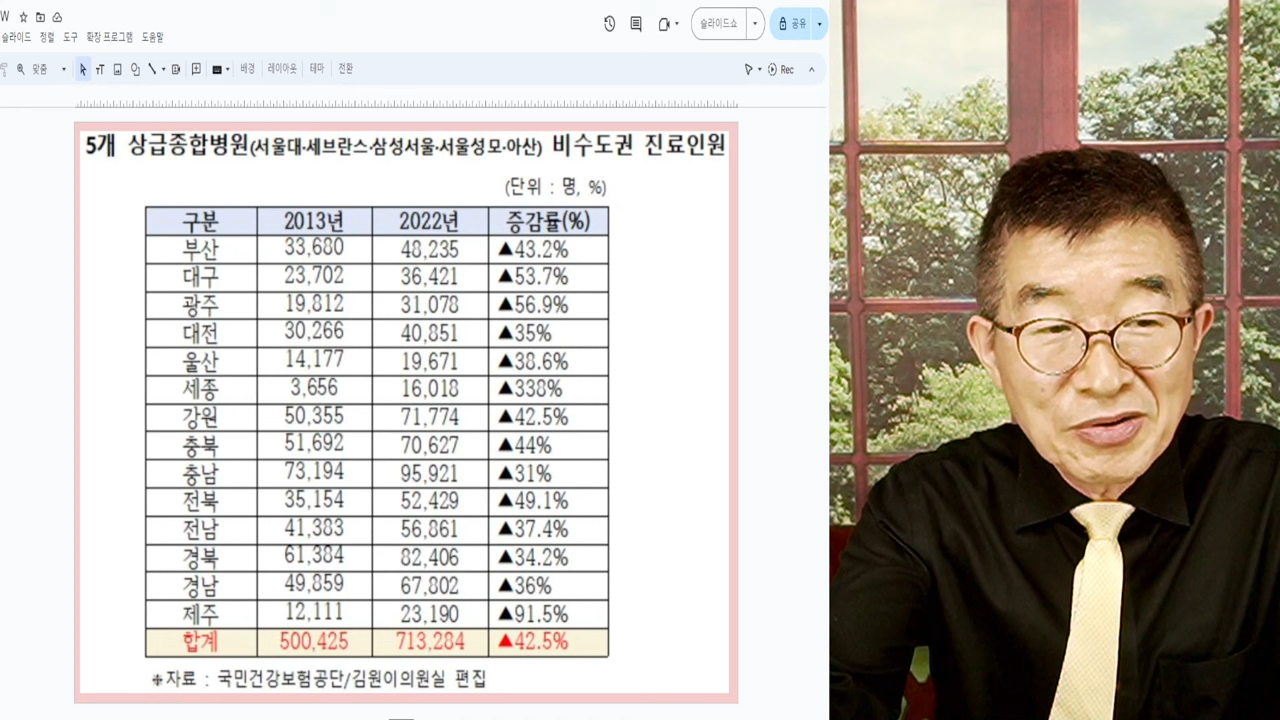 W
슬라이드 정렬 도구 확장 프로그램 도움말
슬라이드쇼
공유
맞춤
배경 레이아웃 테마 전환
Rec
5개 상급종합병원(서울대·세브란스·삼성서울·서울성모·아산) 비수도권 진료인원
(단위 : 명, %)
구분 2013년 2022년 증감률(%)
부산 33,680 48,235 ▲43.2%
대구 23,702 36,421 ▲53.7%
광주 19,812 31,078 ▲56.9%
대전 30,266 40,851 ▲35%
울산 14,177 19,671 ▲38.6%
세종 3,656 16,018 ▲338%
강원 50,355 71,774 ▲42.5%
충북 51,692 70,627 ▲44%
충남 73,194 95,921 ▲31%
전북 35,154 52,429 ▲49.1%
전남 41,383 56,861 ▲37.4%
경북 61,384 82,406 ▲34.2%
경남 49,859 67,802 ▲36%
제주 12,111 23,190 ▲91.5%
합계 500,425 713,284 ▲42.5%
※자료 : 국민건강보험공단/김원이의원실 편집